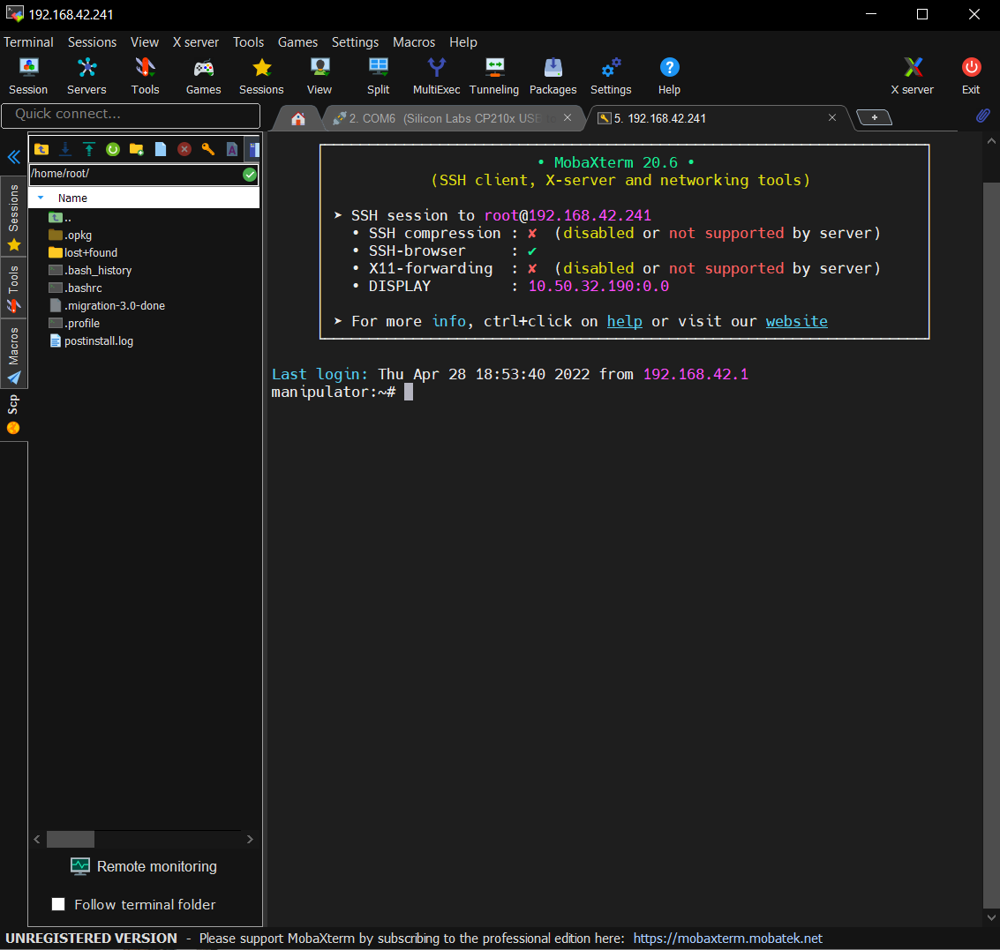 192.168.42.241
Terminal Sessions View X server Tools Games Settings Macros Help
Session Servers Tools Games Sessions View Split MultiExec Tunneling Packages Settings Help X server Exit
Quick connect...
2. COM6 (Silicon Labs CP210x USB
5. 192.168.42.241
Sessions
Tools
Macros
Scp
/home/root/
Name
..
.opkg
lost+found
.bash_history
.bashrc
.migration-3.0-done
.profile
postinstall.log
Remote monitoring
Follow terminal folder
• MobaXterm 20.6 •
(SSH client, X-server and networking tools)
➤ SSH session to root@192.168.42.241
• SSH compression : ✘ (disabled or not supported by server)
• SSH-browser : ✔
• X11-forwarding : ✘ (disabled or not supported by server)
• DISPLAY : 10.50.32.190:0.0
➤ For more info, ctrl+click on help or visit our website
Last login: Thu Apr 28 18:53:40 2022 from 192.168.42.1
manipulator:~#
UNREGISTERED VERSION - Please support MobaXterm by subscribing to the professional edition here: https://mobaxterm.mobatek.net